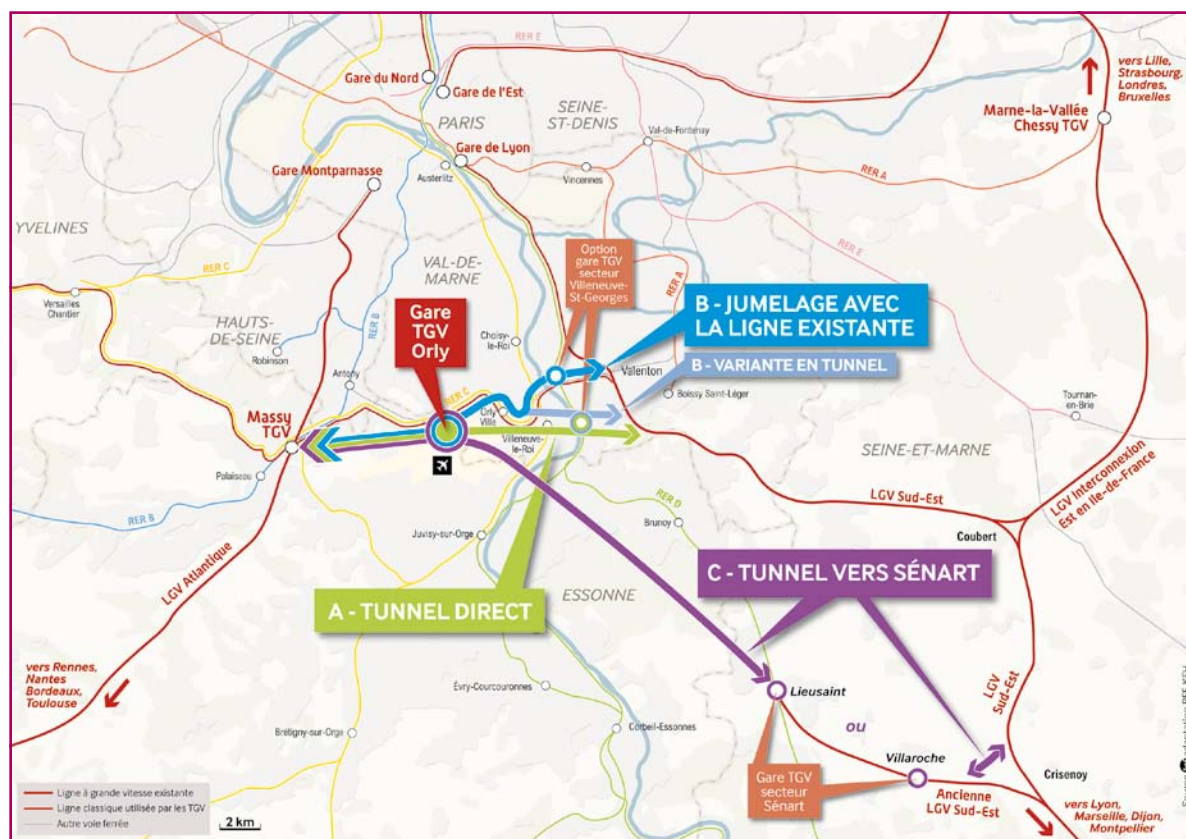 RER E
Gare du Nord
Gare de l'Est
SEINE-
ST-DENIS
PARIS
Val-de-Fontenay
vers Lille,
Strasbourg,
Londres,
Bruxelles
Marne-la-Vallée
Chessy TGV
Gare de Lyon
Austerlitz
Vincennes
RER A
Gare Montparnasse
YVELINES
RER C
VAL-DE-
MARNE
Option
gare TGV
secteur
Villeneuve-
St-Georges
RER A
RER E
Versailles
Chantier
HAUTS-
DE-SEINE
Robinson
RER B
Antony
Gare
TGV
Orly
Choisy-
le-Roi
B - JUMELAGE AVEC
LA LIGNE EXISTANTE
Valenton
B - VARIANTE EN TUNNEL
Boissy Saint-Léger
Tournan-
en-Brie
RER C
Orly
Ville
Villeneuve-
le-Roi
Massy
TGV
Palaiseau
RER B
SEINE-ET-MARNE
LGV Sud-Est
LGV Interconnexion
Est en Ile-de-France
RER D
Brunoy
Juvisy-sur-Orge
Coubert
LGV Atlantique
A - TUNNEL DIRECT
ESSONNE
C - TUNNEL VERS SÉNART
vers Rennes,
Nantes
Bordeaux,
Toulouse
Évry-Courcouronnes
Lieusaint
LGV
Sud-Est
Brétigny-sur-Orge
Corbeil-Essonnes
ou
Villaroche
Gare TGV
secteur
Sénart
Crisenoy
Ancienne
LGV Sud-Est
vers Lyon,
Marseille, Dijon,
Montpellier
Ligne à grande vitesse existante
Ligne classique utilisée par les TGV
Autre voie ferrée
2 km